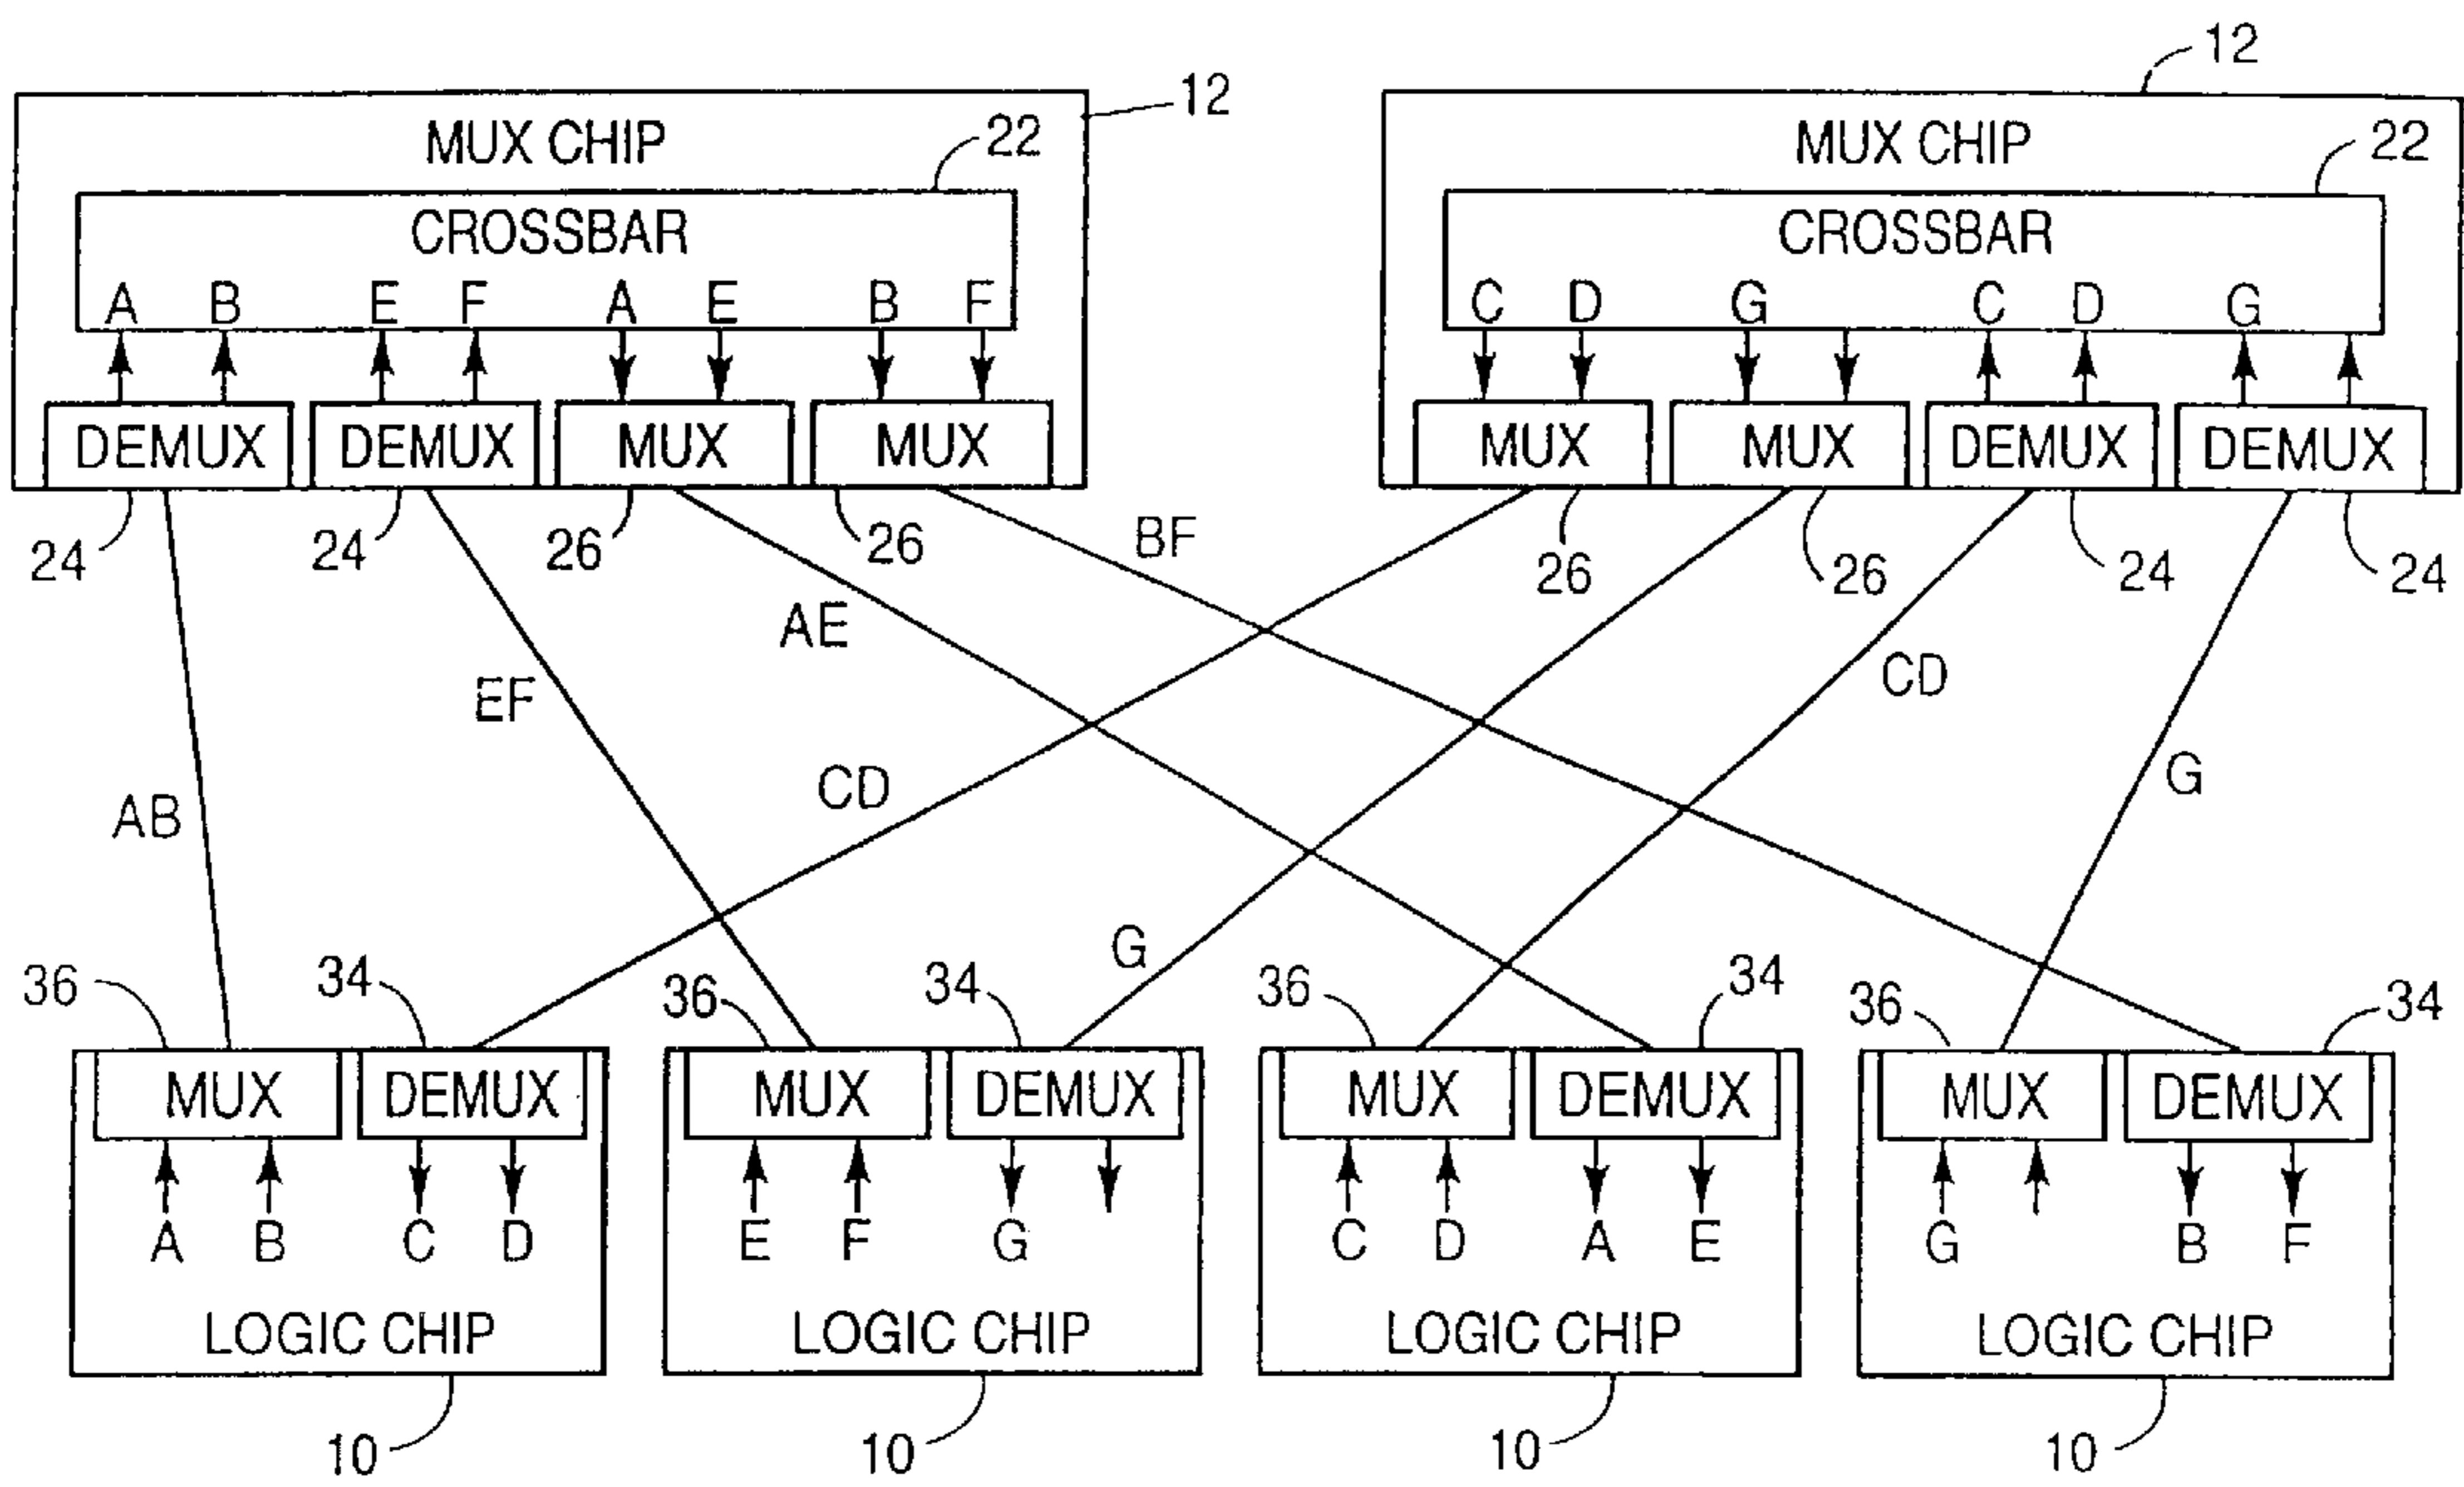 12
12
MUX CHIP
MUX CHIP
22
22
CROSSBAR
CROSSBAR
A B E F A E B F
C D G C D G
DEMUX DEMUX MUX MUX
MUX MUX DEMUX DEMUX
24 24 26 26
26 26 24 24
BF
AE
EF
CD
CD
G
AB
G
36 34 36 34 36 34 36 34
MUX DEMUX MUX DEMUX MUX DEMUX MUX DEMUX
A B C D
E F G
C D A E
G B F
LOGIC CHIP
LOGIC CHIP
LOGIC CHIP
LOGIC CHIP
10 10 10 10